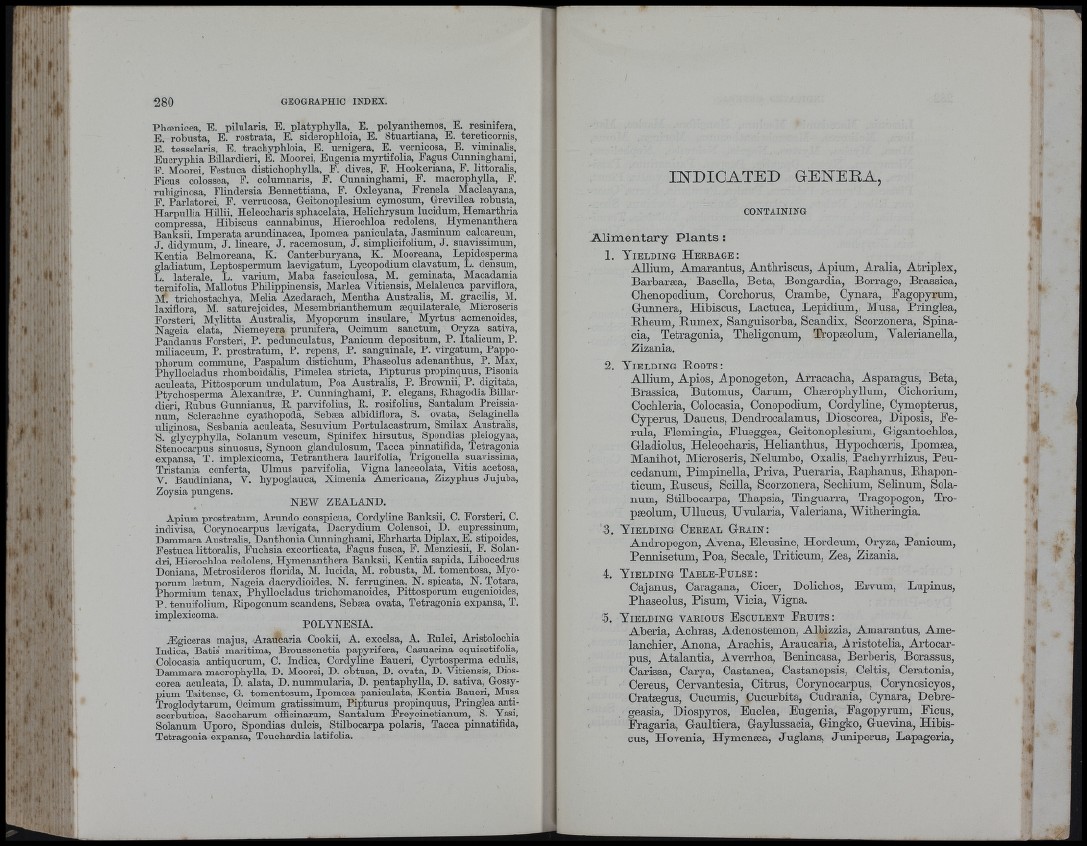 280 GEOGRAPHIC INDEX.
Phœnicea, E. pilularis, E. platyphylla, E. polyanthemos, E. resinifera,
E. robusta, E. rostrata, E. siderophloia, E. Stuartiana, E. tereticornis,
E. tesselaris, E. trachyphloia, E. urnigera, E. vernicosa, E. viminalis,
Eucryphia Billardieri, E. Moorei, Eugenia myrtifolia, Fagus Cunninghami,
F. Moorei, Festuca distichophylla, F. dives, F. Hookeriana, F. littoralis,
Ficus colossea, F. columnaris, F. Cunninghami, F. macrophylla, F.
rubiginosa, Flindersia Bennettiana, F. Oxleyana, Frenela Macleayana,
F. Parlatorei, F. verrucosa, Geitonoplesium cymosum, Grevillea robusta,
Harpullia Hillii, Heleocharis sphacelata, Helichrysum lucidum, Hemarthria
compressa, Hibiscus cannabinus, Hierochloa redolens, Hymenanthera
Banksii, Imperata arundinacea, Ipomœa paniculata, Jasminum calcareum,
J. didymum, J. lineare, J. racemosum, J. simplicifolium, J. suavissimum,
Kentia Belmoreana, K. Canterburyana, K. Mooreana, Lepidosperma
gladiatum, Leptospermum laevigatum, Lycopodium clavatum, L. densum,
L. laterale, L. varium, Maba fasciculosa, M. geminata, Macadamia
ternifolia, Mallotus Philippinensis, Marlea Vitiensis, Melaleuca parviflora,
M. trichostachya, Melia Azedarach, Mentha Australis, M. gracilis, M.
laxiflora, M. saturejoides, Mesembrianthemum æquilaterale, Microseris
Forsteri, Mylitta Australis, Myoporum insulare, Myrtus acmenoides,
Nageia elata, Niemeyera prunifera, Ocimum sanctum, Oryza sativa,
Pandanus Forsteri, P. pedunculatus, Panicum depositum, P. Italicum, P.
miliaceum, P. prostratum, P. repens, P. sanguinale, P. virgatum, Pappo-
phorum commune, Paspalum distichum, Phaseolus adenanthus, P. Max,
Phyllocladus rhomboidalis, Pimelea stricta, Pipturus propinquus, Pisonia
aculeata, Pittosporum undulatum, Poa Australis, P. Brownii, P. digitata,
Ptychosperma Alexandræ, P. Cunninghami, P. elegans, Rhagodia Billar-
dieri, Rubus Gunnianus, R. parvifolius, R. rosifolius, Santalum Preissia-
num, Sclerachne cyathopoda, Sebæa albidiflora, S. ovata, Selaginella
uliginosa, Sesbania aculeata, Sesuvium Portulacastrum, Smilax Australis,
S. glycyphylla, Solanum vescum, Spinifex hirsutus, Spondias pleiogyna,
Stenocarpus sinuosus, Synoon glandulosum, Tacca pinnatifida, Tetragonia
expansa, T. implexicoma, Tetranthera laurifolia, Trigonella suavissima,
Tristania conferta, Ulmus parvifolia, Vigna lanceolata, Vitis acetosa,
V. Baudiniana, V. hypoglauca, Ximenia Americana, Zizyphus Jujuba,
Zoysia pungens.
NEW ZEALAND.
Apium prostratum, Arundo conspicua, Cordyline Banksii, C. Forsteri, C.
indivisa, Corynocarpus lævigata, Dacrydium Colensoi, D. cupressinum,
Dammara Australis, Danthonia Cunninghami, Ehrharta Diplax, E. stipoides,
Festuca littoralis, Fuchsia excorticata, Fagus fusca, F. Menziesii, F. Solan-
dri, Hierochloa redolens, Hymenanthera Banksii, Kentia sapida, Libocedrus
Doniana, Metrosideros florida, M. lucida, M. robusta, M. tomentosa, Myo-
porum lætum, Nageia dacrydioides, N. ferruginea, N. spicata, N. Totara,
Phormium tenax, Phyllocladus trichomanoides, Pittosporum eugenioides,
P. tenuifolium, Ripogonum scandens, Sebæa ovata, Tetragonia expansa, T.
implexicoma.
POLYNESIA.
Ægiceras majus, Araucaria Cookii, A. excelsa, A. Rulei, Aristolochia
Indica, Batis maritima, Broussonetia papyrifera, Casuarina equisetifolia,
Colocasia antiquorum, C. Indica, Cordyline Baueri, Cyrtosperma edulis,
Dammara macrophylla, D. Moorei, D. obtusa, D. ovata, D. Vitiensis, Dios-
corea aculeata, D. alata, D. nummularia, D. pentaphylla, D. sativa, Gossy-
pium Taitense, G. tomentosum, Ipomœa paniculata, Kentia Baueri, Musa
Troglodytarum, Ocimum gratissimum, Pipturus propinquus, Pringlea anti-
scorbutica, Saccharum officinarum, Santalum Freycinetianum, S. Yasi,
Solanum Uporo, Spondias dulcis, Stilbocarpa polaris, Tacca pinnatifida,
Tetragonia expansa, Touchardia latifolia.
INDICATED GENERA,
CONTAINING
Alimentary Plants:
1. YIELDING HERBAGE:
Allium, Amarantus, Anthriscus, Apium, Aralia, Atriplex,
Barbaræa, Basella, Beta, Bongardia, Borrago, Brassica,
Chenopodium, Corchorus, Crambe, Cynara, Fagopyrum,
Gunnera, Hibiscus, Lactuca, Lepidium, Musa, Pringlea,
Rheum, Rumex, Sanguisorba, Scandix, Scorzonera, Spina-
cia, Tetragonia, Theligonum, Tropæolum, Valerianella,
Zizania.
2. YIELDING ROOTS:
Allium, Apios, Aponogeton, Arracacha, Asparagus, Beta,
Brassica, Butomus, Carum, Chærophyllum, Cichorium,
Cochleria, Colocasia, Conopodium, Cordyline, Cymopterus,
Cyperus, Daucus, Dendrocalamus, Dioscorea, Diposis, Fe-
rula, Flemingia, Flueggea, Geitonoplesium, Gigantochloa,
Gladiolus, Heleocharis, Helianthus, Hypochœris, Ipomæa,
Manihot, Microseris, Nelumbo, Oxalis, Pachyrrhizus, Peu-
cedanum, Pimpinella, Priva, Pueraria, Raphanus, Rhapon-
ticum, Ruscus, Scilla, Scorzonera, Sechium, Selinum, Sola-
num, Stilbocarpa, Thapsia, Tinguarra, Tragopogon, Tro-
pæolum, Ullucus, Uvularia, Valeriana, Witheringia.
3. YIELDING CEREAL GRAIN:
Andropogon, Avena, Eleusine, Hordeum, Oryza, Panicum,
Pennisetum, Poa, Secale, Triticum, Zea, Zizania.
4. YIELDING TABLE-PULSE:
Cajanus, Caragana, Cicer, Dolichos, Ervum, Lupinus,
Phaseolus, Pisum, Vicia, Vigna.
5. YIELDING VARIOUS ESCULENT FRUITS:
Aberia, Achras, Adenostemon, Albizzia, Amarantus, Ame-
lanchier, Anona, Arachis, Araucaria, Aristotelia, Artocar-
pus, Atalantia, Averrhoa, Benincasa, Berberis, Borassus,
Carissa, Carya, Castanea, Castanopsis, Celtis, Ceratonia,
Cereus, Cervantesia, Citrus, Corynocarpus, Corynosicyos,
Cratægus, Cucumis, Cucurbita, Cudrania, Cynara, Debre-
geasia, Diospyros, Euclea, Eugenia, Fagopyrum, Ficus,
Fragaria, Gaultiera, Gaylussacia, Gingko, Guevina, Hibis-
cus, Hovenia, Hymenæa, Juglans, Juniperus, Lapageria,